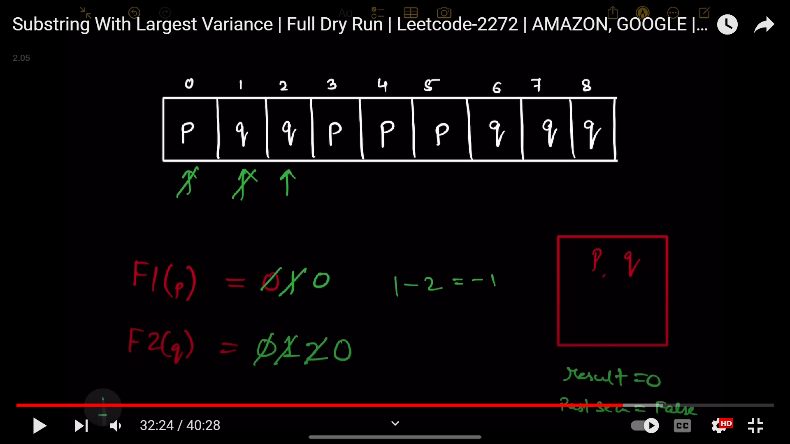 Substring With Largest Variance | Full Dry Run | Leetcode-2272 | AMAZON, GOOGLE |...
2.05
0 1 2 3 4 5 6 7 8
p q q p p p q q q
F1(p) = 0 1 0
1-2=-1
P, q
F2(q) = 0 1 2 0
result=0
= False
32:24 / 40:28
CC
HD